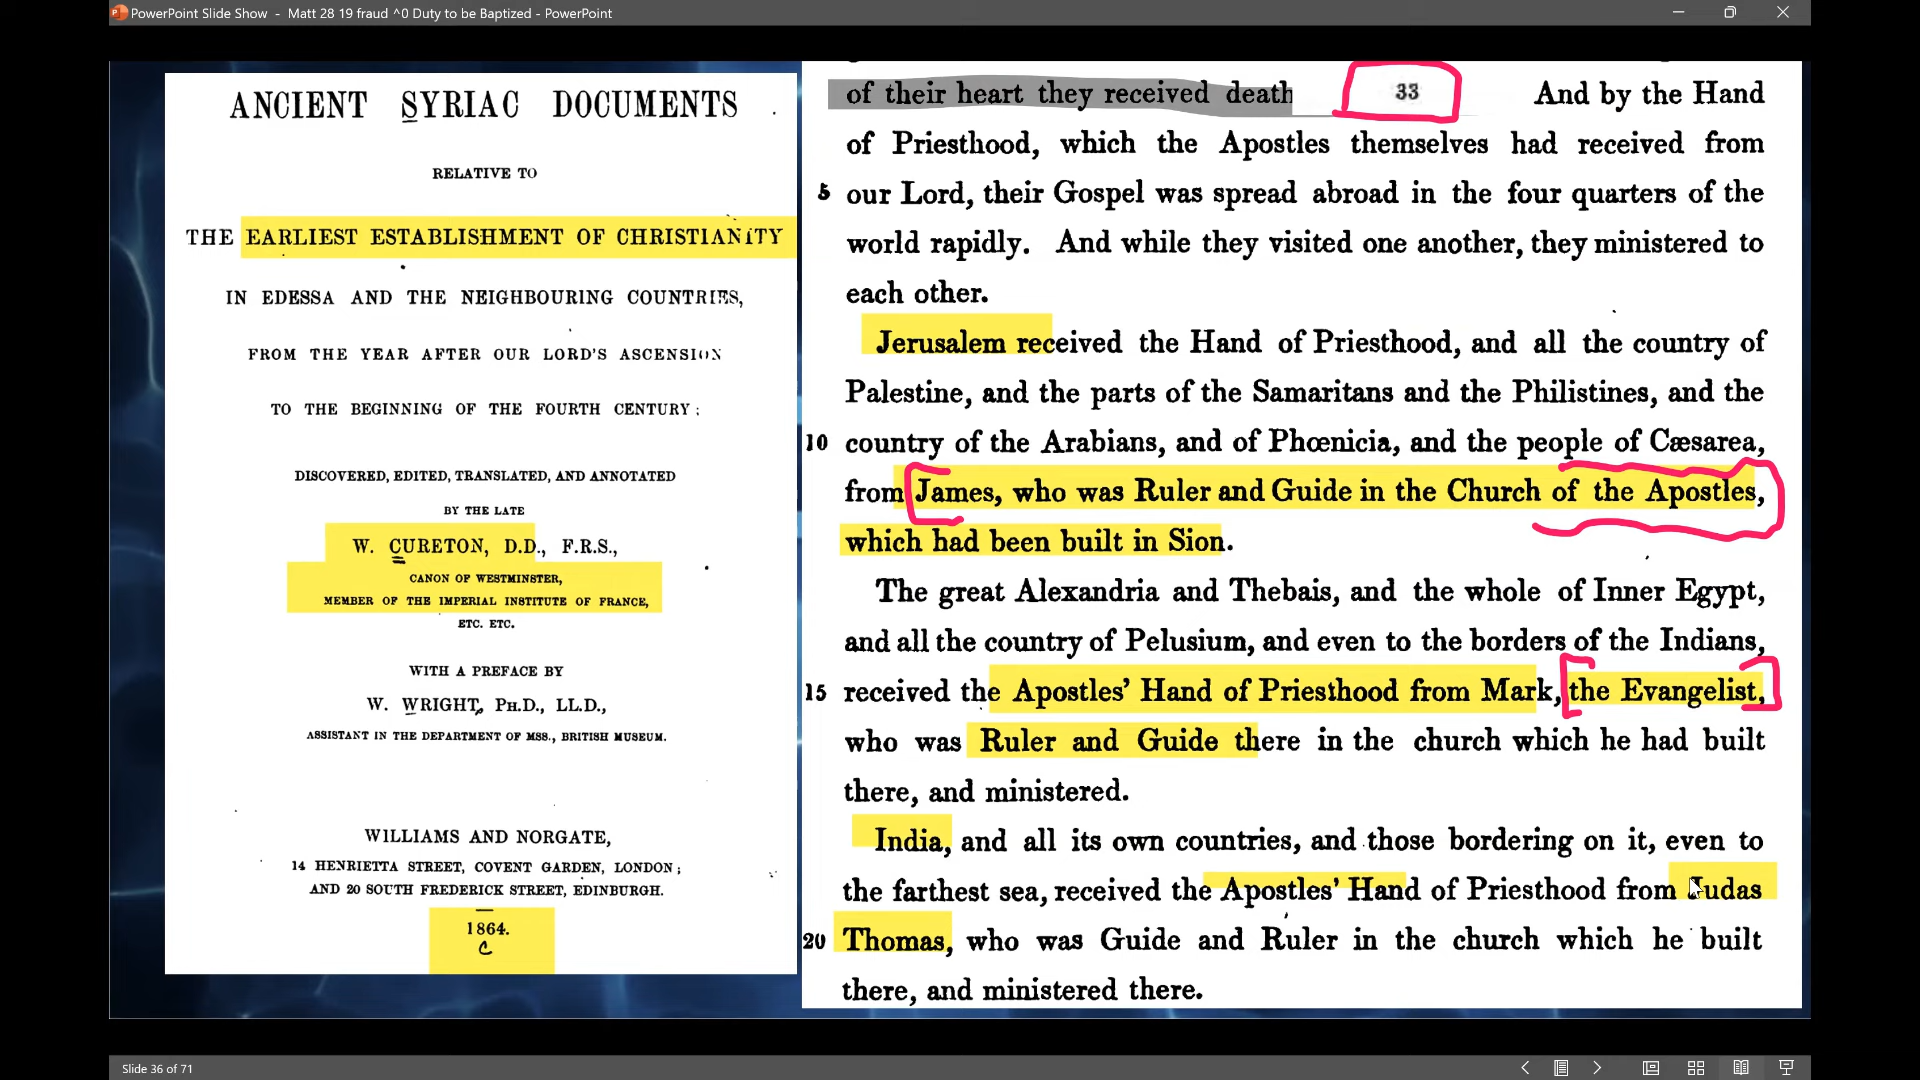 PowerPoint Slide Show - Matt 28 19 fraud ^0 Duty to be Baptized - PowerPoint
ANCIENT SYRIAC DOCUMENTS
RELATIVE TO
THE EARLIEST ESTABLISHMENT OF CHRISTIANITY
IN EDESSA AND THE NEIGHBOURING COUNTRIES,
FROM THE YEAR AFTER OUR LORD'S ASCENSION
TO THE BEGINNING OF THE FOURTH CENTURY;
DISCOVERED, EDITED, TRANSLATED, AND ANNOTATED
BY THE LATE
W. CURETON, D.D., F.R.S.,
CANON OF WESTMINSTER,
MEMBER OF THE IMPERIAL INSTITUTE OF FRANCE,
ETC. ETC.
WITH A PREFACE BY
W. WRIGHT, PH.D., LL.D.,
ASSISTANT IN THE DEPARTMENT OF MSS., BRITISH MUSEUM.
WILLIAMS AND NORGATE,
14 HENRIETTA STREET, COVENT GARDEN, LONDON;
AND 20 SOUTH FREDERICK STREET, EDINBURGH.
1864.
C
of their heart they received death 33 And by the Hand
of Priesthood, which the Apostles themselves had received from
5 our Lord, their Gospel was spread abroad in the four quarters of the
world rapidly. And while they visited one another, they ministered to
each other.
Jerusalem received the Hand of Priesthood, and all the country of
Palestine, and the parts of the Samaritans and the Philistines, and the
10 country of the Arabians, and of Phœnicia, and the people of Cæsarea,
from James, who was Ruler and Guide in the Church of the Apostles,
which had been built in Sion.
The great Alexandria and Thebais, and the whole of Inner Egypt,
and all the country of Pelusium, and even to the borders of the Indians,
15 received the Apostles' Hand of Priesthood from Mark, the Evangelist,
who was Ruler and Guide there in the church which he had built
there, and ministered.
India, and all its own countries, and those bordering on it, even to
the farthest sea, received the Apostles' Hand of Priesthood from Judas
20 Thomas, who was Guide and Ruler in the church which he built
there, and ministered there.
Slide 36 of 71